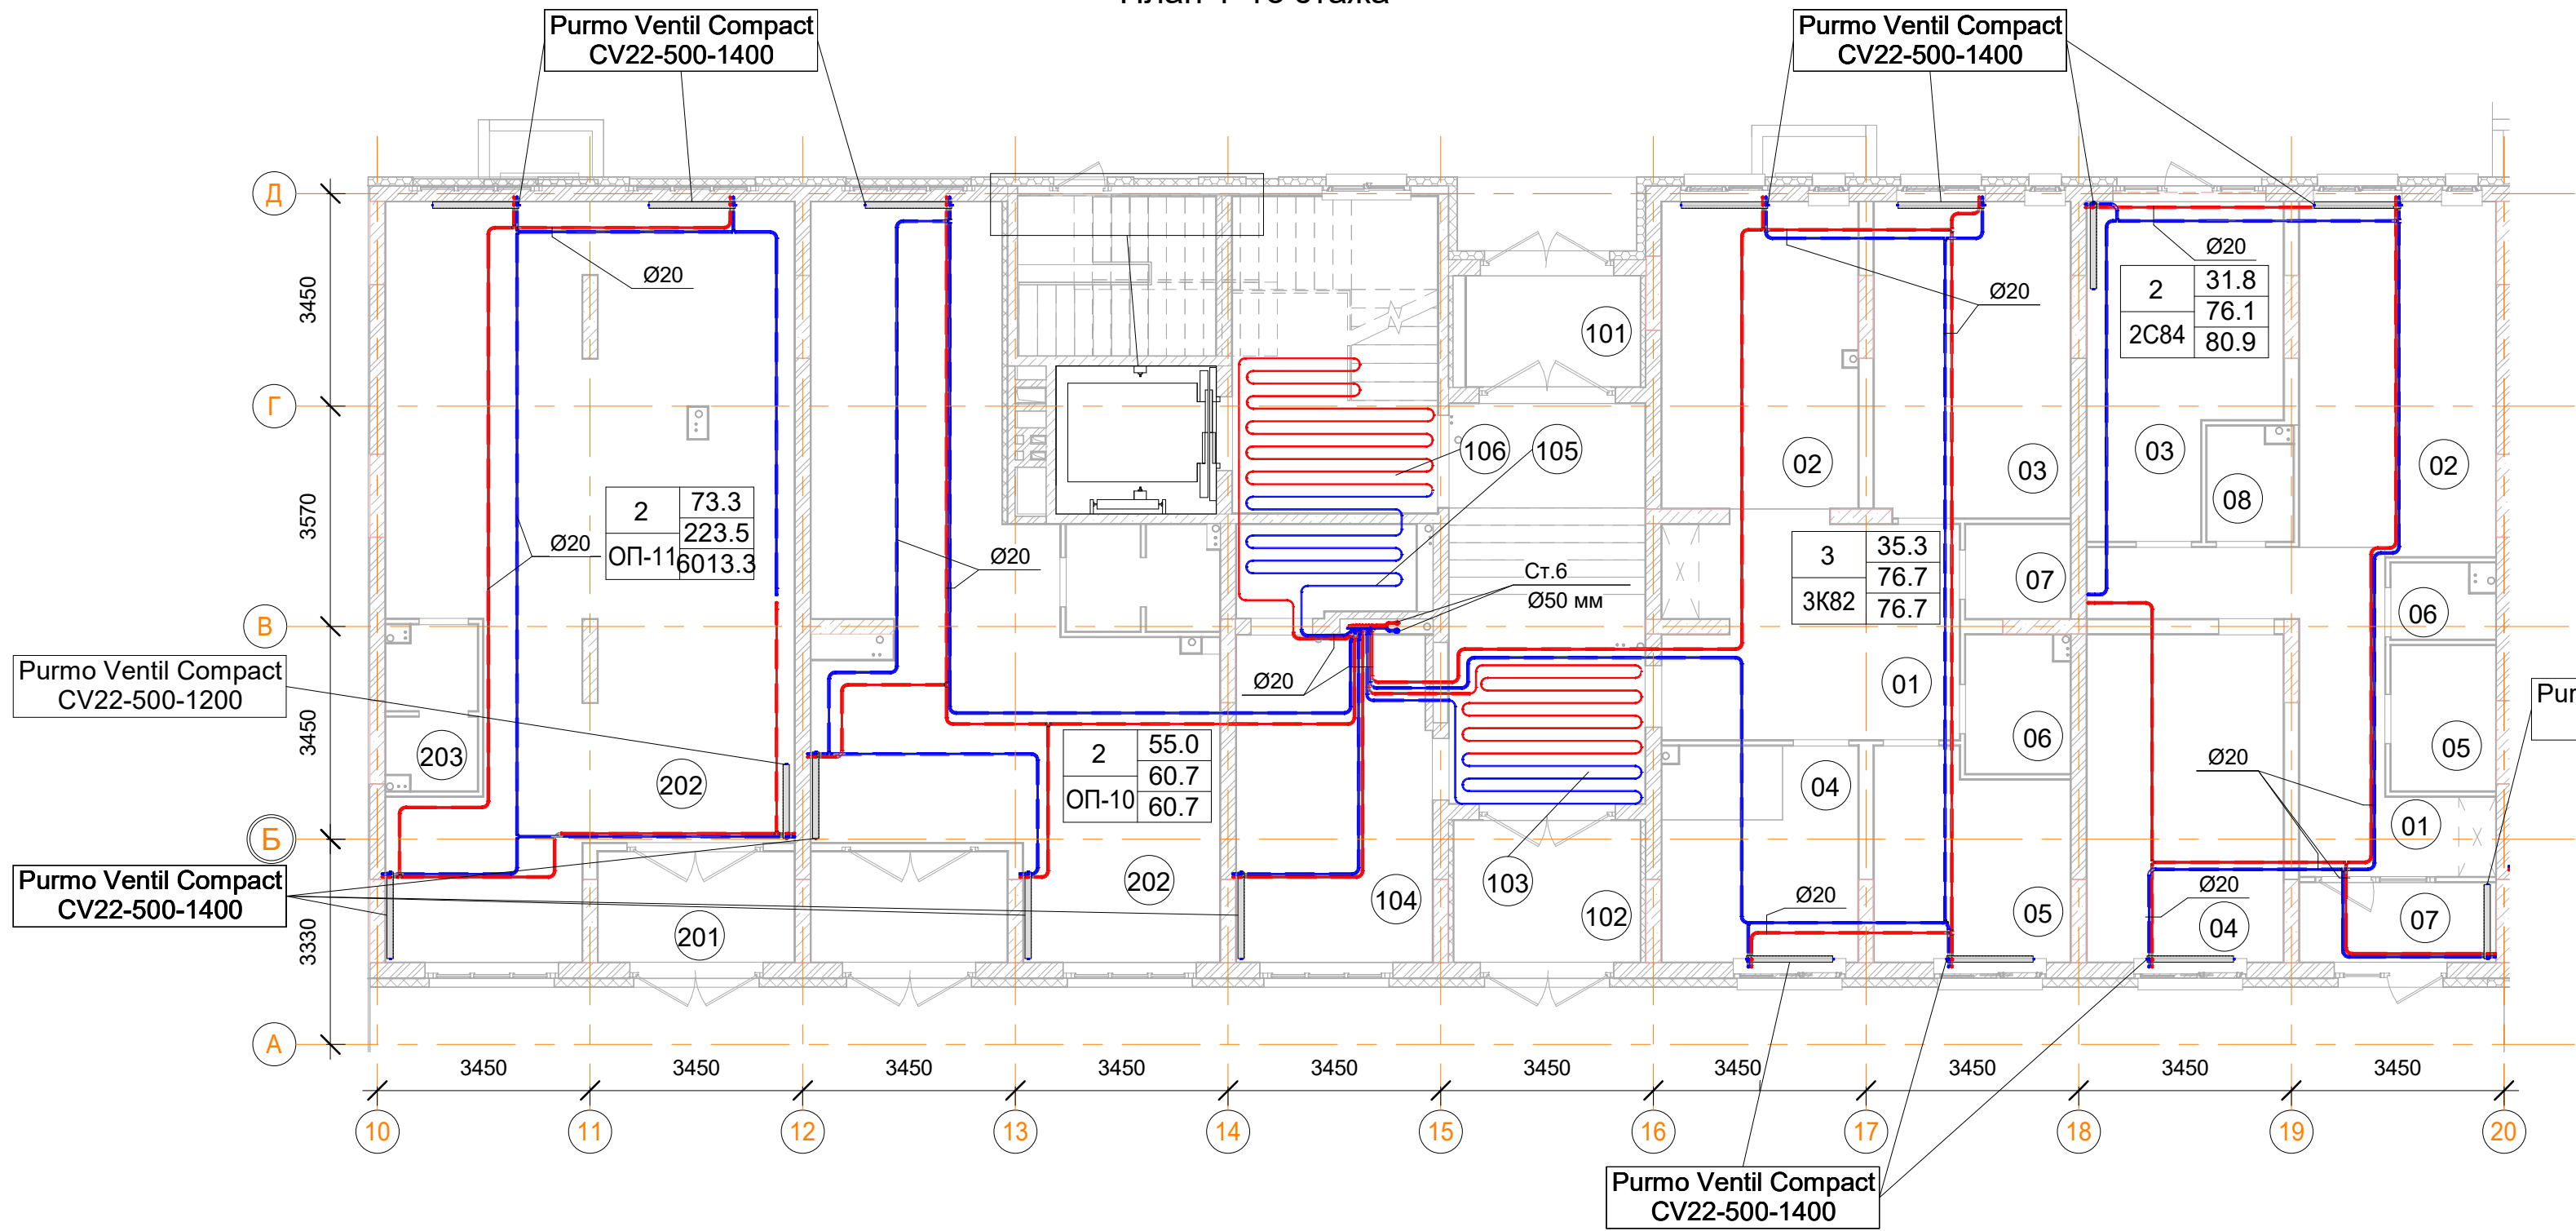 Purmo Ventil Compact
CV22-500-1400
Purmo Ventil Compact
CV22-500-1400
Д
Г
В
Б
А
3450
3570
3450
3330
Ø20
Ø20
Ø20
Ø20
2
31.8
76.1
2С84
80.9
101
106
105
02
03
03
08
02
2
73.3
223.5
ОП-11
6013.3
Ø20
Ø20
Ст.6
Ø50 мм
3
35.3
76.7
3К82
76.7
07
06
Purmo Ventil Compact
CV22-500-1200
Ø20
01
06
05
203
202
2
55.0
60.7
ОП-10
60.7
04
Ø20
01
Purmo Ventil Compact
CV22-500-1400
202
104
103
102
Ø20
05
Ø20
04
07
201
3450
3450
3450
3450
3450
3450
3450
3450
3450
3450
10
11
12
13
14
15
16
17
18
19
20
Purmo Ventil Compact
CV22-500-1400